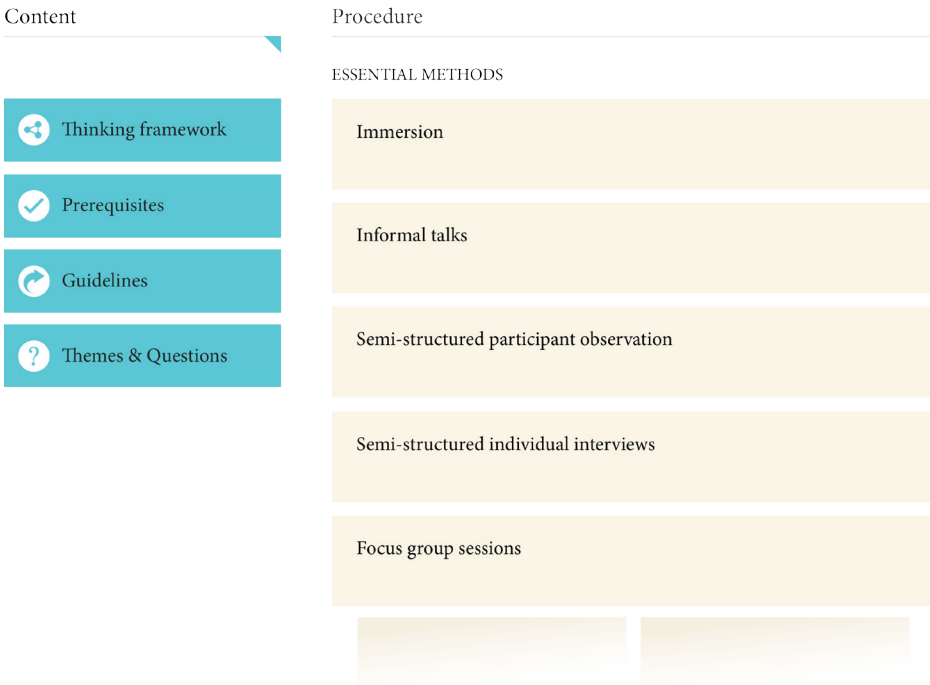 Content
Procedure
ESSENTIAL METHODS
Thinking framework
Prerequisites
Guidelines
?
Themes & Questions
Immersion
Informal talks
Semi-structured participant observation
Semi-structured individual interviews
Focus group sessions